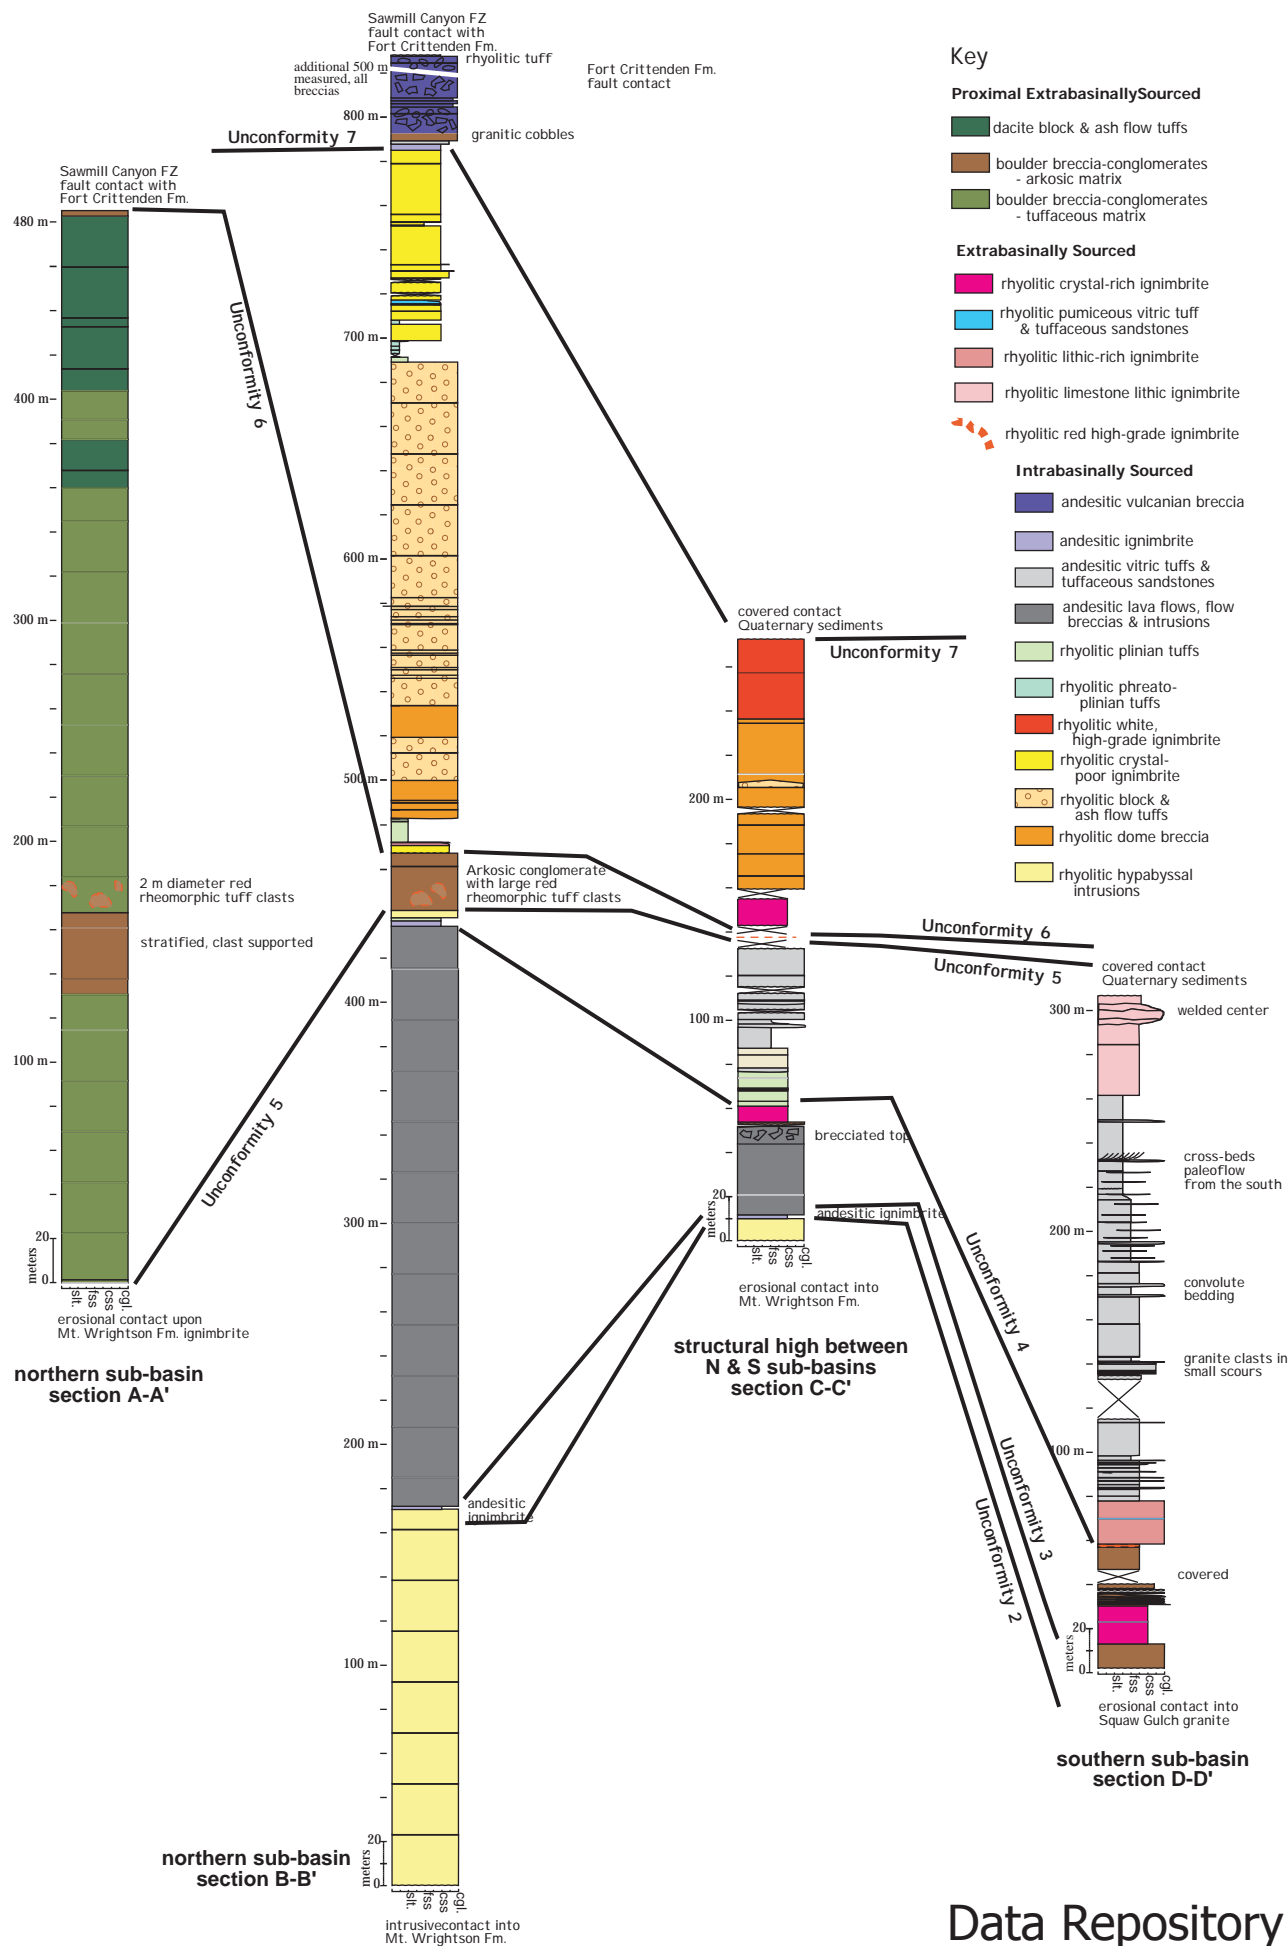 Sawmill Canyon FZ
fault contact with
Fort Crittenden Fm.
rhyolitic tuff
additional 500 m
measured, all
breccias
Fort Crittenden Fm.
fault contact
800 m
granitic cobbles
Unconformity 7
700 m
600 m
500 m
Arkosic conglomerate
with large red
rheomorphic tuff clasts
400 m
300 m
200 m
andesitic
ignimbrite
100 m
20
0
meters
slt.
fss
css
cgl.
intrusivecontact into
Mt. Wrightson Fm.
northern sub-basin
section B-B'
Sawmill Canyon FZ
fault contact with
Fort Crittenden Fm.
480 m
400 m
300 m
200 m
2 m diameter red
rheomorphic tuff clasts
stratified, clast supported
100 m
20
0
meters
slt.
fss
css
cgl.
erosional contact upon
Mt. Wrightson Fm. ignimbrite
northern sub-basin
section A-A'
Unconformity 6
Unconformity 5
covered contact
Quaternary sediments
Unconformity 7
200 m
100 m
brecciated top
20
0
meters
andesitic ignimbrite
slt.
fss
css
cgl.
erosional contact into
Mt. Wrightson Fm.
structural high between
N & S sub-basins
section C-C'
Unconformity 6
Unconformity 5
Unconformity 4
Unconformity 3
Unconformity 2
covered contact
Quaternary sediments
300 m
welded center
cross-beds
paleoflow
from the south
200 m
convolute
bedding
granite clasts in
small scours
100 m
covered
20
0
meters
slt.
fss
css
cgl.
erosional contact into
Squaw Gulch granite
southern sub-basin
section D-D'
Key
Proximal ExtrabasinallySourced
dacite block & ash flow tuffs
boulder breccia-conglomerates
- arkosic matrix
boulder breccia-conglomerates
- tuffaceous matrix
Extrabasinally Sourced
rhyolitic crystal-rich ignimbrite
rhyolitic pumiceous vitric tuff
& tuffaceous sandstones
rhyolitic lithic-rich ignimbrite
rhyolitic limestone lithic ignimbrite
rhyolitic red high-grade ignimbrite
Intrabasinally Sourced
andesitic vulcanian breccia
andesitic ignimbrite
andesitic vitric tuffs &
tuffaceous sandstones
andesitic lava flows, flow
breccias & intrusions
rhyolitic plinian tuffs
rhyolitic phreato-
plinian tuffs
rhyolitic white,
high-grade ignimbrite
rhyolitic crystal-
poor ignimbrite
rhyolitic block &
ash flow tuffs
rhyolitic dome breccia
rhyolitic hypabyssal
intrusions
Data Repository